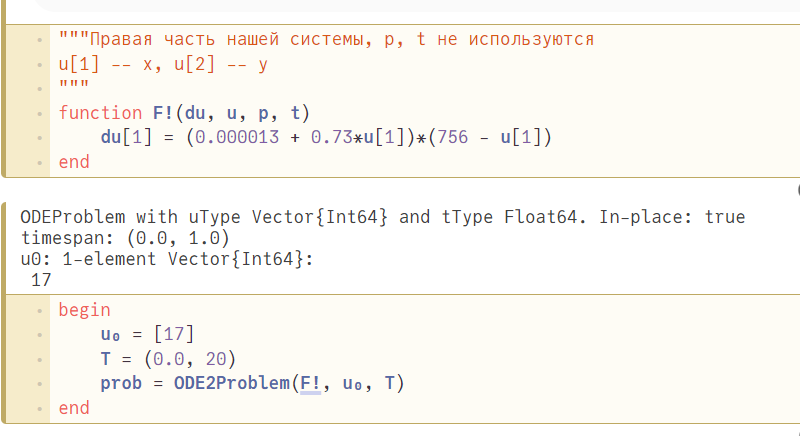 """Правая часть нашей системы, p, t не используются
u[1] -- x, u[2] -- y
"""
function F!(du, u, p, t)
    du[1] = (0.000013 + 0.73*u[1])*(756 - u[1])
end
ODEProblem with uType Vector{Int64} and tType Float64. In-place: true
timespan: (0.0, 1.0)
u0: 1-element Vector{Int64}:
 17
begin
    u₀ = [17]
    T = (0.0, 20)
    prob = ODE2Problem(F!, u₀, T)
end